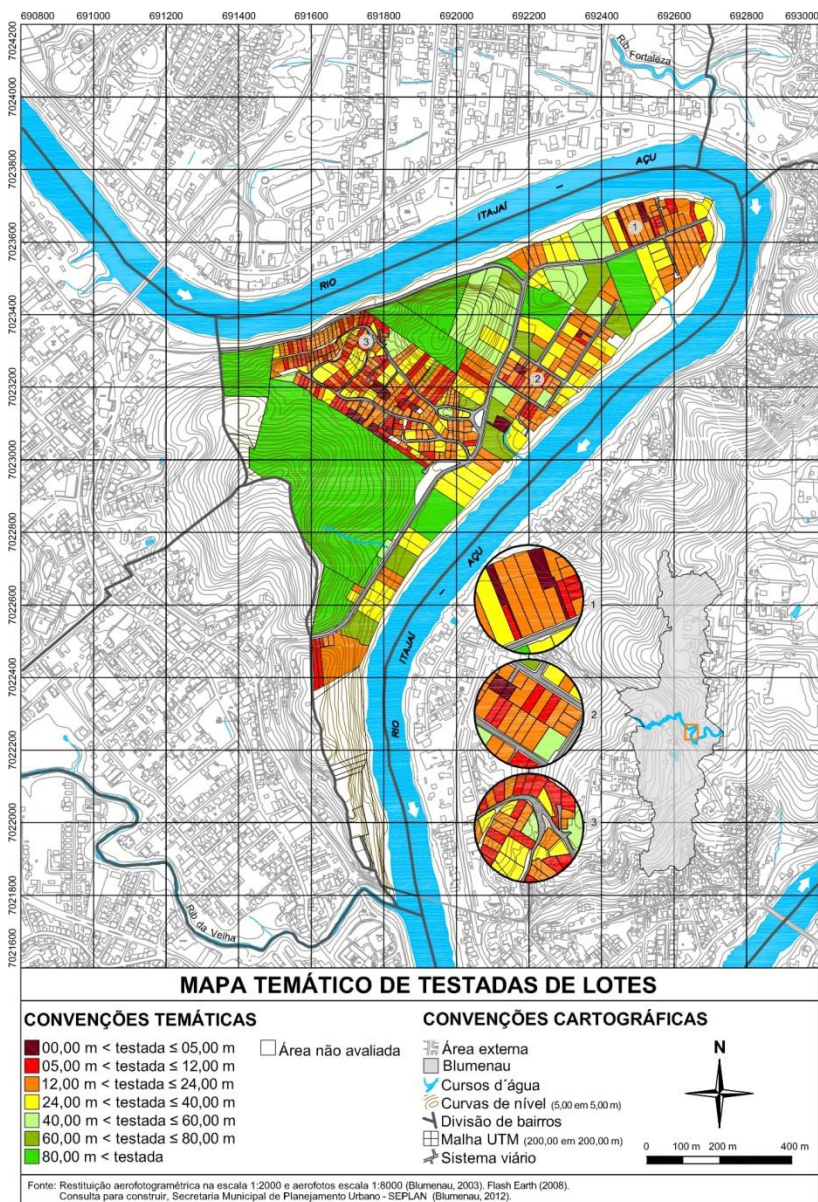 690800 691000 691200 691400 691600 691800 692000 692200 692400 692600 692800 693000
7024200
7024000
7023800
7023600
7023400
7023200
7023000
7022800
7022600
7022400
7022200
7022000
7021800
7021600
Rib. Fortaleza
RIO ITAJAÍ - AÇU
1
2
3
RIO ITAJAÍ - AÇU
1
2
3
Rib. da Velha
MAPA TEMÁTICO DE TESTADAS DE LOTES
CONVENÇÕES TEMÁTICAS
00,00 m < testada ≤ 05,00 m
05,00 m < testada ≤ 12,00 m
12,00 m < testada ≤ 24,00 m
24,00 m < testada ≤ 40,00 m
40,00 m < testada ≤ 60,00 m
60,00 m < testada ≤ 80,00 m
80,00 m < testada
Área não avaliada
CONVENÇÕES CARTOGRÁFICAS
Área externa
Blumenau
Cursos d´água
Curvas de nível (5,00 em 5,00 m)
Divisão de bairros
Malha UTM (200,00 em 200,00 m)
Sistema viário
N
0 100 m 200 m 400 m
Fonte: Restituição aerofotogramétrica na escala 1:2000 e aerofotos escala 1:8000 (Blumenau, 2003). Flash Earth (2008).
Consulta para construir, Secretaria Municipal de Planejamento Urbano - SEPLAN (Blumenau, 2012).